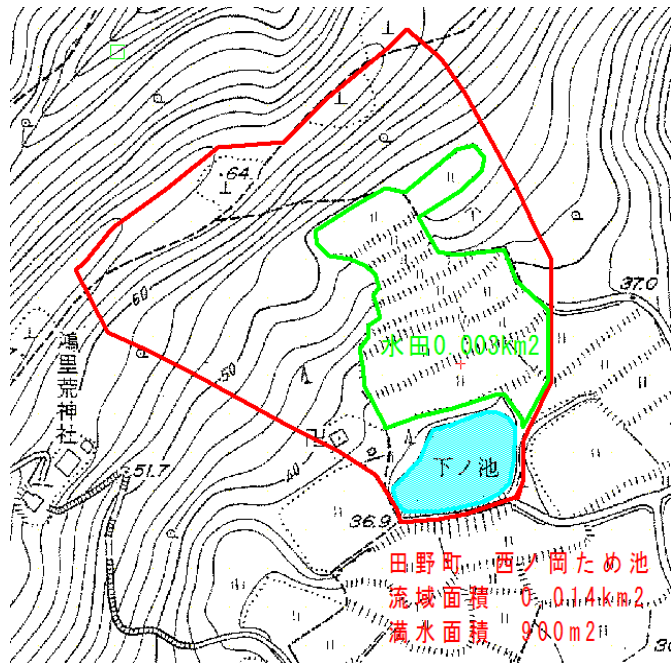 64
60
50
37.0
水田0.003km2
鴻里荒神社
51.7
40
下ノ池
36.9
田野町 西ノ岡ため池
流域面積 0.014km2
満水面積 900m2